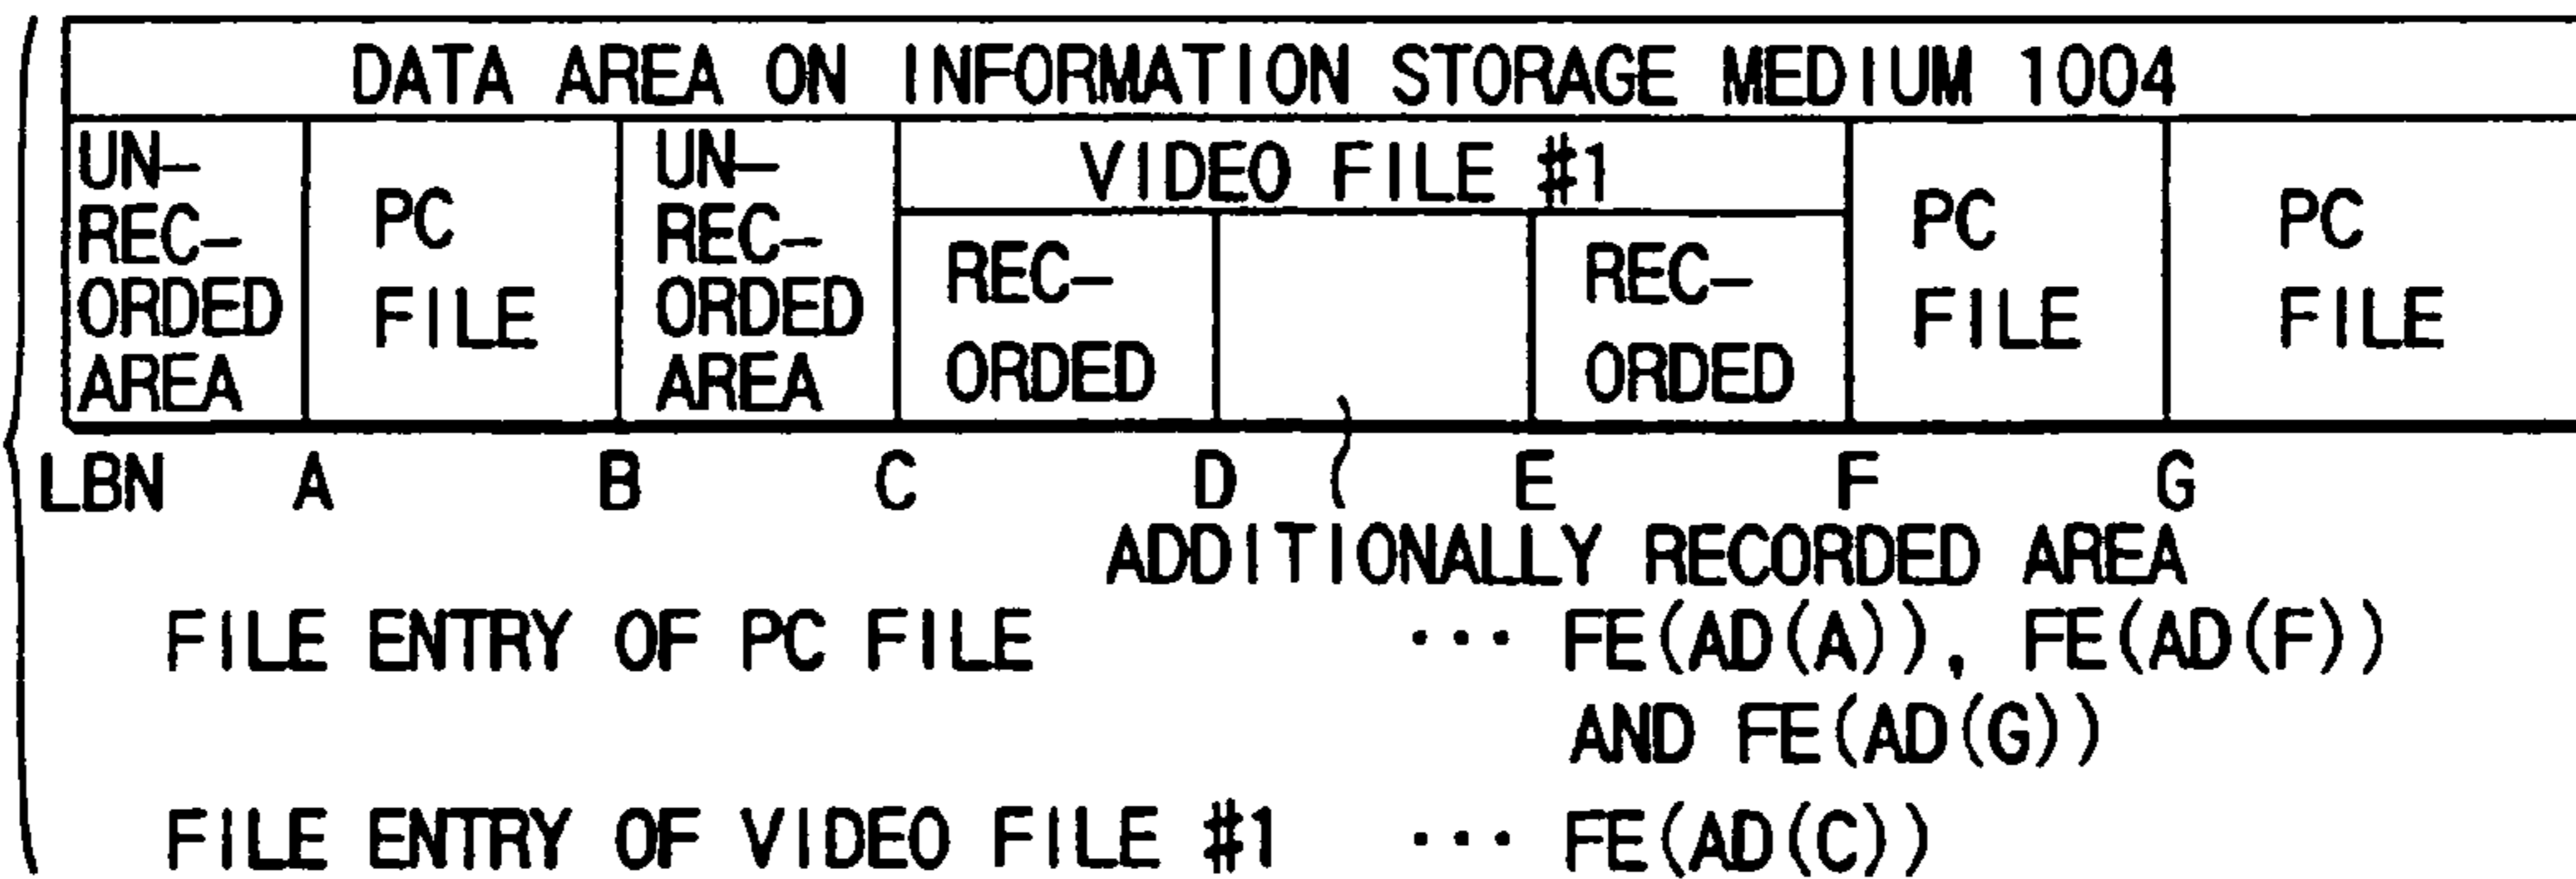 DATA AREA ON INFORMATION STORAGE MEDIUM 1004
UN-
REC-
ORDED
AREA
PC
FILE
UN-
REC-
ORDED
AREA
VIDEO FILE #1
REC-
ORDED
REC-
ORDED
PC
FILE
PC
FILE
LBN A B C D E F G
ADDITIONALLY RECORDED AREA
FILE ENTRY OF PC FILE ··· FE(AD(A)), FE(AD(F))
AND FE(AD(G))
FILE ENTRY OF VIDEO FILE #1 ··· FE(AD(C))